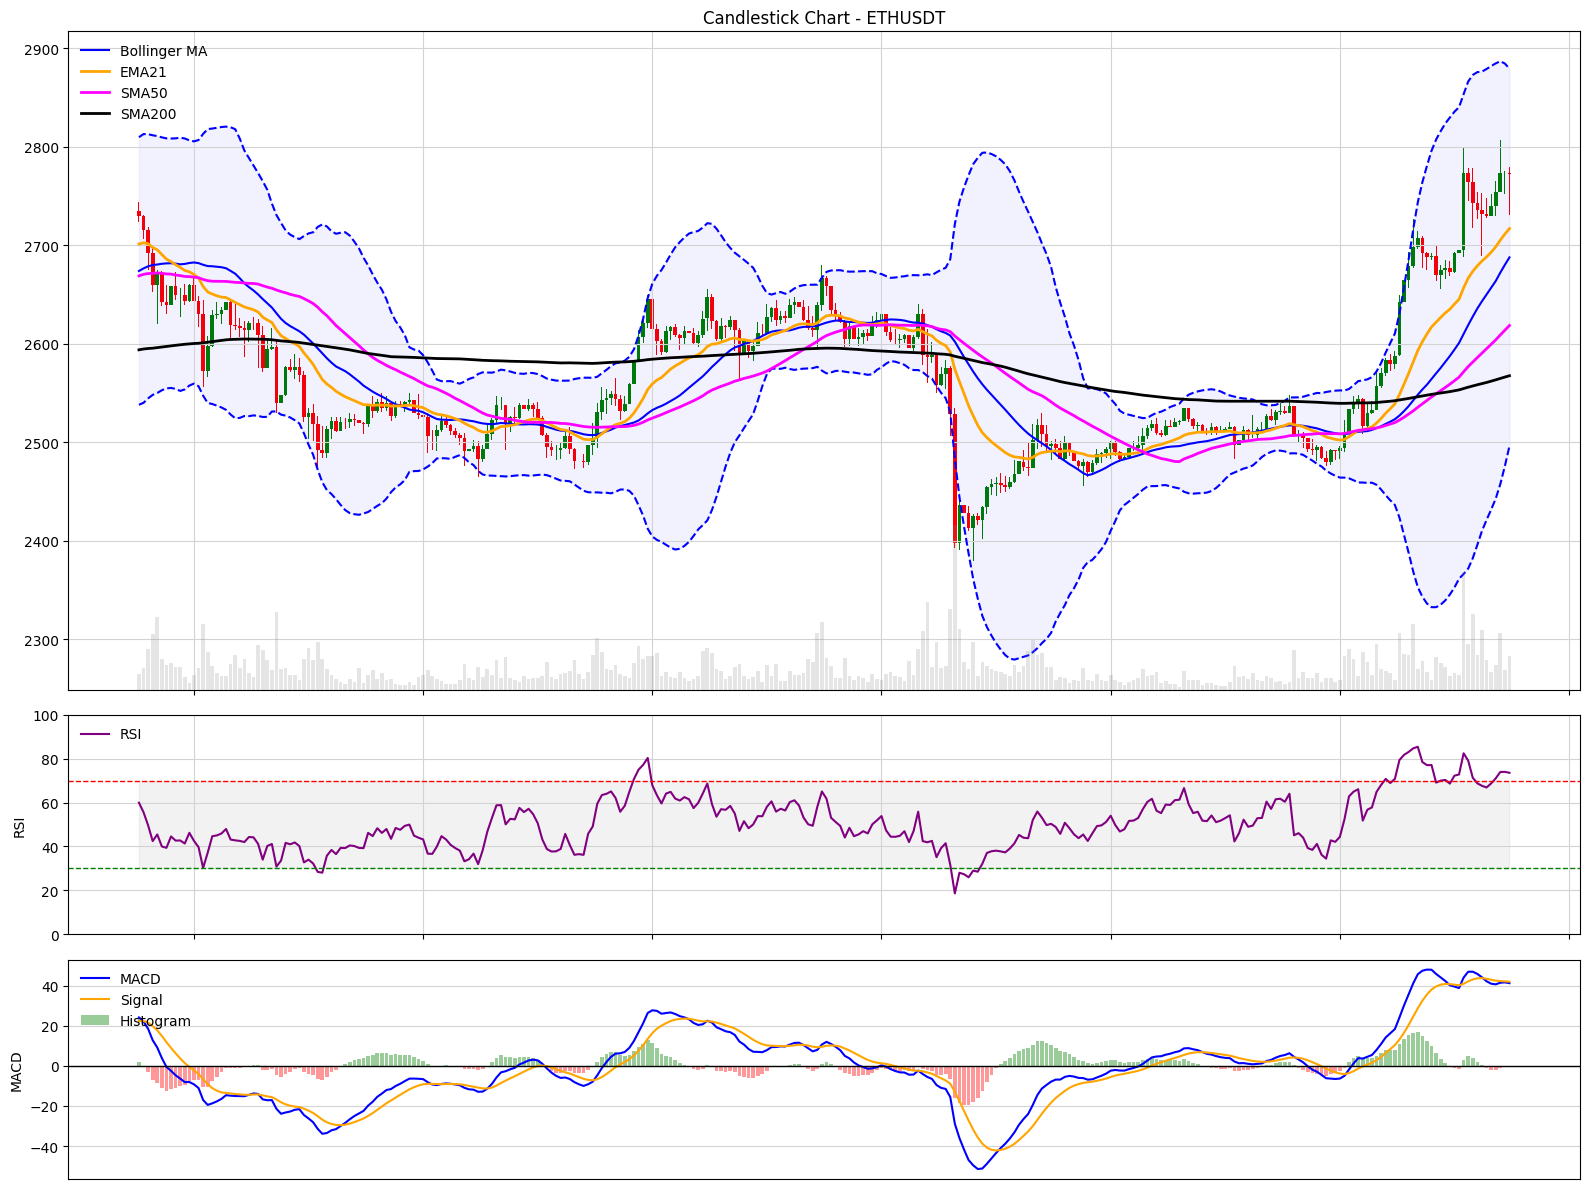 Candlestick Chart - ETHUSDT
2900
2800
2700
2600
2500
2400
2300
Bollinger MA
EMA21
SMA50
SMA200
100
80
60
40
20
0
RSI
RSI
40
20
0
−20
−40
MACD
MACD
Signal
Histogram